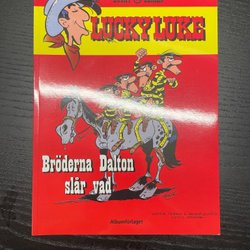 LUCKY LUKE
Bröderna Dalton
slår vad!
Albumförlaget